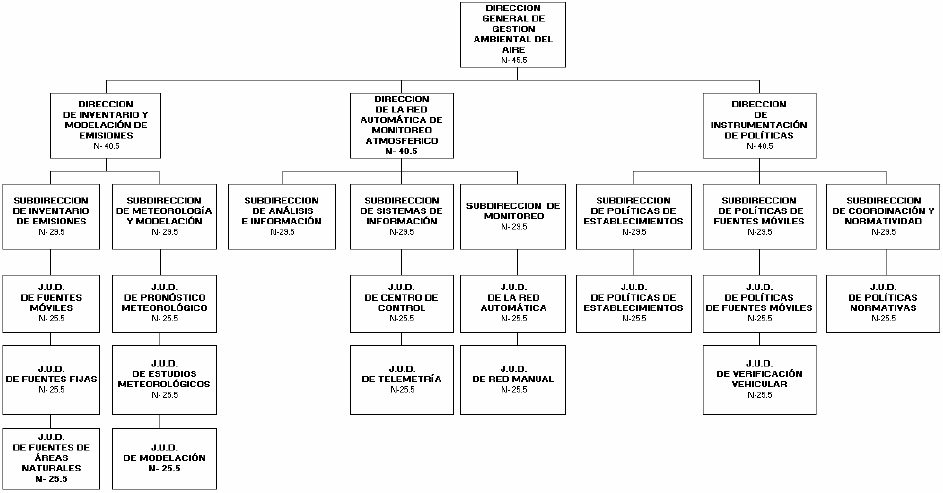 DIRECCION
GENERAL DE
GESTION
AMBIENTAL DEL
AIRE
N- 45.5
DIRECCION
DE INVENTARIO Y
MODELACIÓN DE
EMISIONES
N- 40.5
DIRECCION
DE LA RED
AUTOMÁTICA DE
MONITOREO
ATMOSFERICO
N- 40.5
DIRECCION
DE
INSTRUMENTACIÓN
DE POLÍTICAS
N- 40.5
SUBDIRECCION
DE INVENTARIO
DE EMISIONES
N-29.5
SUBDIRECCION
DE METEOROLOGÍA
Y MODELACIÓN
N-29.5
SUBDIRECCION
DE ANÁLISIS
E INFORMACIÓN
N-29.5
SUBDIRECCION
DE SISTEMAS DE
INFORMACIÓN
N-29.5
SUBDIRECCION DE
MONITOREO
N-29.5
SUBDIRECCION
DE POLÍTICAS DE
ESTABLECIMIENTOS
N-29.5
SUBDIRECCION
DE POLÍTICAS DE
FUENTES MÓVILES
N-29.5
SUBDIRECCION
DE COORDINACIÓN Y
NORMATIVIDAD
N-29.5
J.U.D.
DE FUENTES
MÓVILES
N-25.5
J.U.D.
DE PRONÓSTICO
METEOROLÓGICO
N-25.5
J.U.D.
DE CENTRO DE
CONTROL
N-25.5
J.U.D.
DE LA RED
AUTOMÁTICA
N-25.5
J.U.D.
DE POLÍTICAS DE
ESTABLECIMIENTOS
N-25.5
J.U.D.
DE POLÍTICAS
DE FUENTES MÓVILES
N-25.5
J.U.D.
DE POLÍTICAS
NORMATIVAS
N-25.5
J.U.D.
DE FUENTES FIJAS
N-25.5
J.U.D.
DE ESTUDIOS
METEOROLÓGICOS
N-25.5
J.U.D.
DE TELEMETRÍA
N-25.5
J.U.D.
DE RED MANUAL
N-25.5
J.U.D.
DE VERIFICACIÓN
VEHICULAR
N-25.5
J.U.D.
DE FUENTES DE
ÁREAS
NATURALES
N- 25.5
J.U.D.
DE MODELACIÓN
N- 25.5